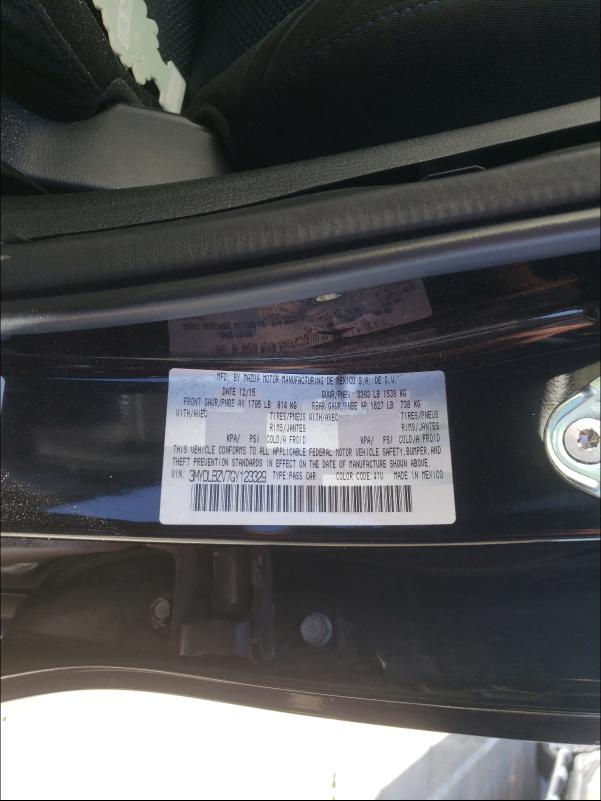 MFD. BY MAZDA MOTOR MANUFACTURING DE MEXICO S.A. DE C.V.
DATE 12/15 GVWR/PNBV 3393 LB 1539 KG
FRONT GAWR/PNBE AV 1795 LB 814 KG REAR GAWR/PNBE AR 1627 LB 738 KG
WITH/AVEC TIRES/PNEUS WITH/AVEC TIRES/PNEUS
RIMS/JANTES RIMS/JANTES
KPA/ PSI COLD/A FROID KPA/ PSI COLD/A FROID
THIS VEHICLE CONFORMS TO ALL APPLICABLE FEDERAL MOTOR VEHICLE SAFETY, BUMPER, AND
THEFT PREVENTION STANDARDS IN EFFECT ON THE DATE OF MANUFACTURE SHOWN ABOVE.
VIN: 3MYDLBZV7GY123329 TYPE:PASS CAR COLOR CODE:41U MADE IN MEXICO